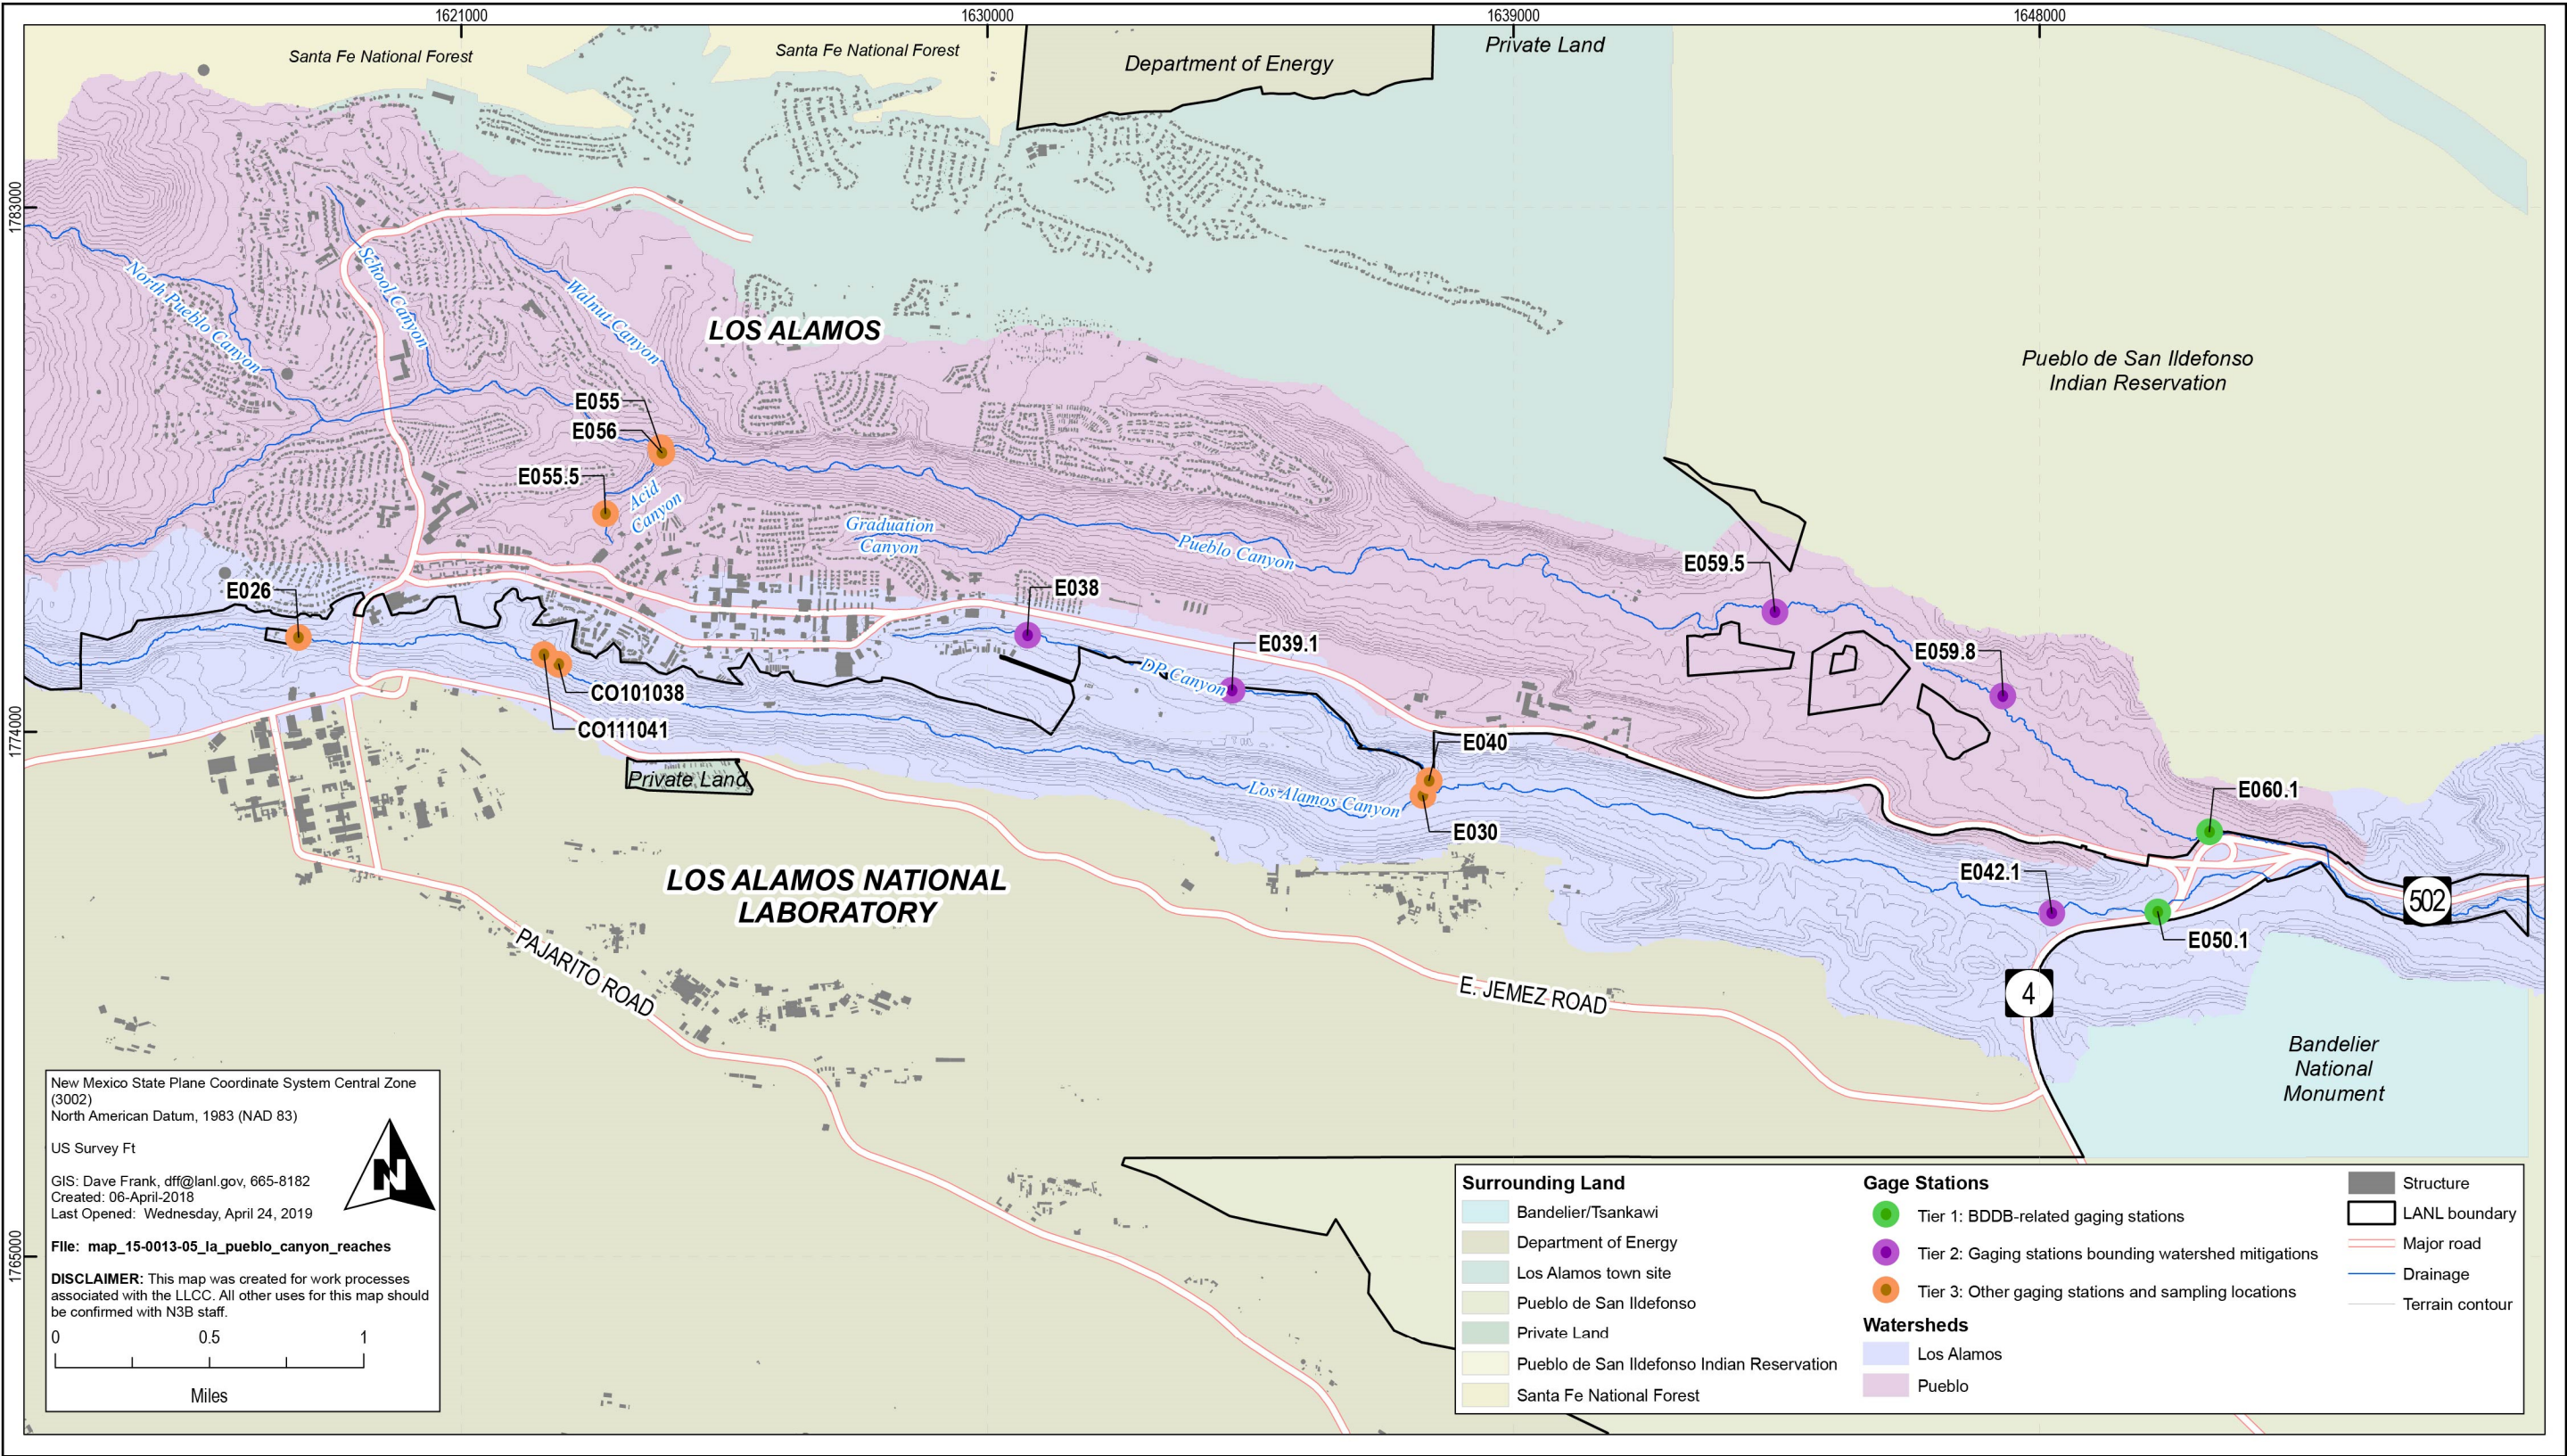 1621000
1630000
1639000
1648000
Santa Fe National Forest
Santa Fe National Forest
Department of Energy
Private Land
1783000
1774000
1765000
North Pueblo Canyon
School Canyon
Walnut Canyon
LOS ALAMOS
Pueblo de San Ildefonso
Indian Reservation
E055
E056
E055.5
Acid
Canyon
Graduation
Canyon
Pueblo Canyon
E059.5
E026
E038
E039.1
E059.8
DP Canyon
CO101038
CO111041
E040
Private Land
Los Alamos Canyon
E030
E060.1
E042.1
502
E050.1
LOS ALAMOS NATIONAL
LABORATORY
PAJARITO ROAD
E. JEMEZ ROAD
4
Bandelier
National
Monument
New Mexico State Plane Coordinate System Central Zone
(3002)
North American Datum, 1983 (NAD 83)
US Survey Ft
GIS: Dave Frank, dff@lanl.gov, 665-8182
Created: 06-April-2018
Last Opened: Wednesday, April 24, 2019
N
FIle: map_15-0013-05_la_pueblo_canyon_reaches
DISCLAIMER: This map was created for work processes
associated with the LLCC. All other uses for this map should
be confirmed with N3B staff.
0 0.5 1
Miles
Surrounding Land
Bandelier/Tsankawi
Department of Energy
Los Alamos town site
Pueblo de San Ildefonso
Private Land
Pueblo de San Ildefonso Indian Reservation
Santa Fe National Forest
Gage Stations
Tier 1: BDDB-related gaging stations
Tier 2: Gaging stations bounding watershed mitigations
Tier 3: Other gaging stations and sampling locations
Watersheds
Los Alamos
Pueblo
Structure
LANL boundary
Major road
Drainage
Terrain contour